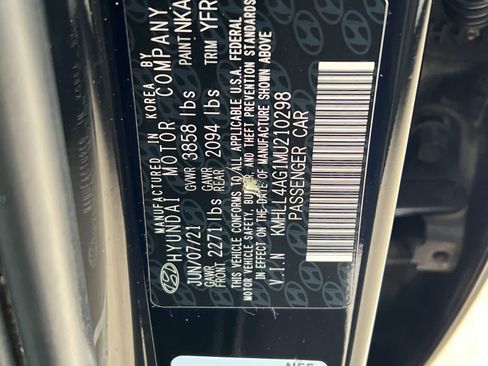 MANUFACTURED IN KOREA BY
HYUNDAI MOTOR COMPANY
JUN/07/21 GVWR 3858 lbs PAINT NKA
GAWR FRONT 2271 lbs GAWR REAR 2094 lbs TRIM YFR
THIS VEHICLE CONFORMS TO ALL APPLICABLE U.S.A. FEDERAL
MOTOR VEHICLE SAFETY, BUMPER, AND THEFT PREVENTION STANDARDS
IN EFFECT ON THE DATE OF MANUFACTURE SHOWN ABOVE
V.I.N KMHLL4AG1MU210298
PASSENGER CAR